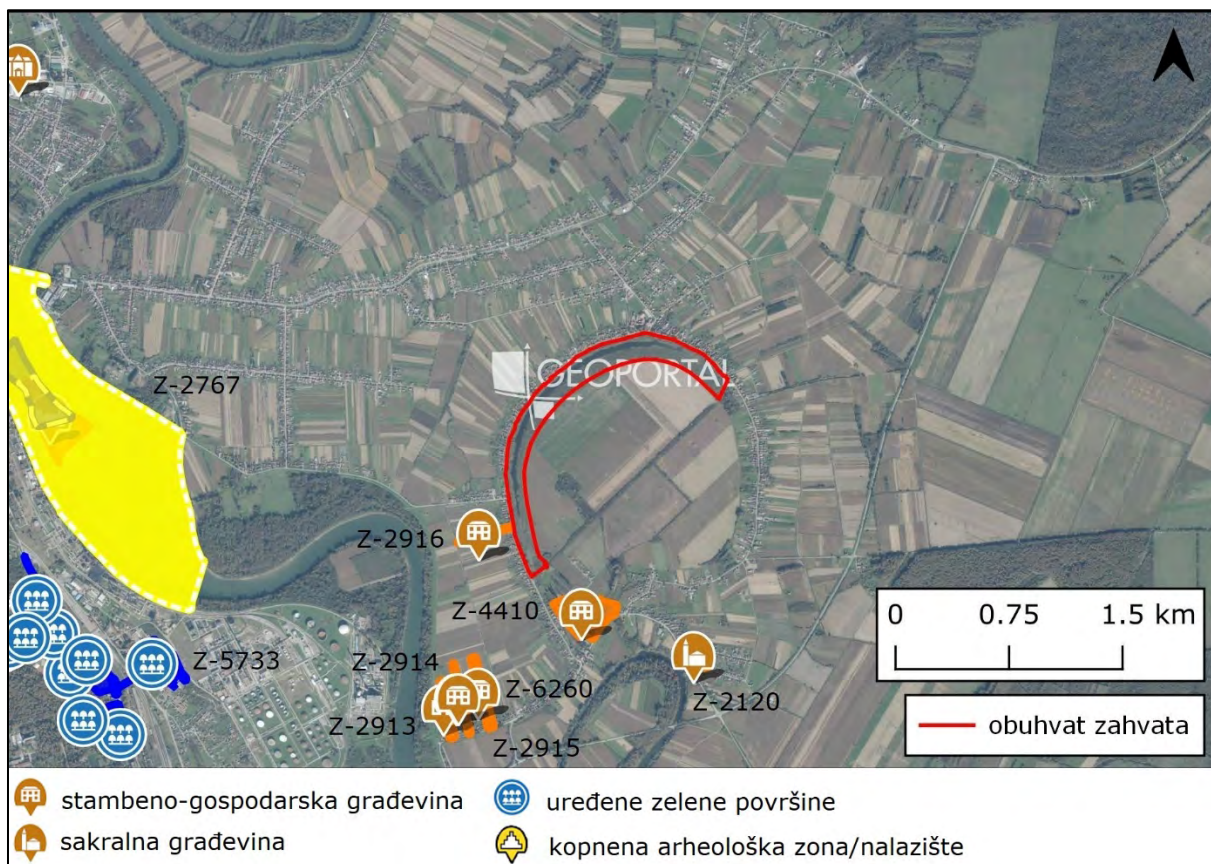 GEOPORTAL
Z-2767
Z-2916
Z-4410
Z-5733
Z-2914
Z-6260
Z-2120
Z-2913
Z-2915
0 0.75 1.5 km
obuhvat zahvata
stambeno-gospodarska građevina
uređene zelene površine
sakralna građevina
kopnena arheološka zona/nalazište